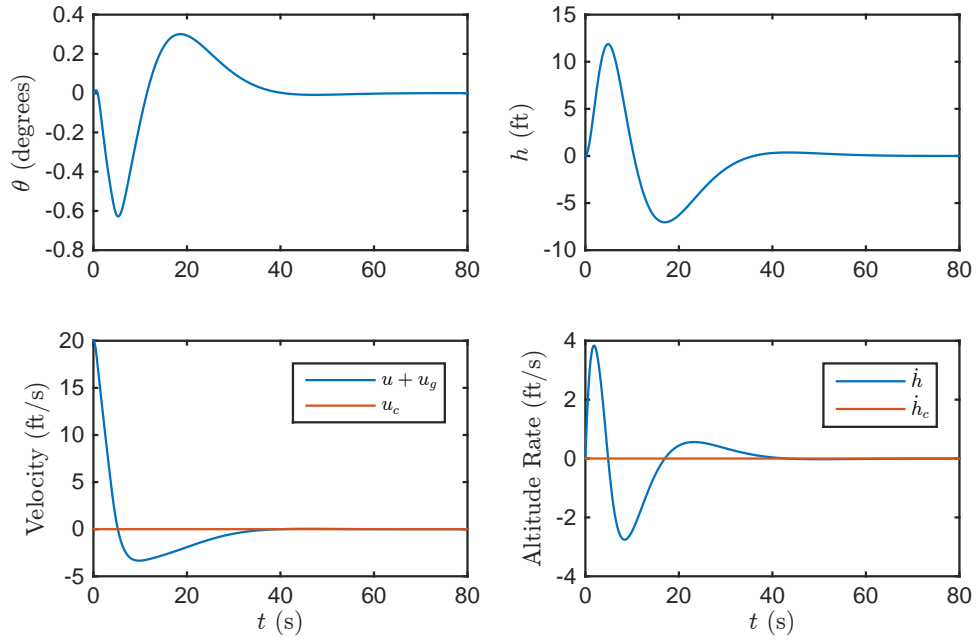 θ (degrees)
0.4
0.2
0
-0.2
-0.4
-0.6
-0.8
0 20 40 60 80
h (ft)
15
10
5
0
-5
-10
0 20 40 60 80
Velocity (ft/s)
20
15
10
5
0
-5
0 20 40 60 80
t (s)
u + u_g
u_c
Altitude Rate (ft/s)
4
2
0
-2
-4
0 20 40 60 80
t (s)
ḣ
ḣ_c